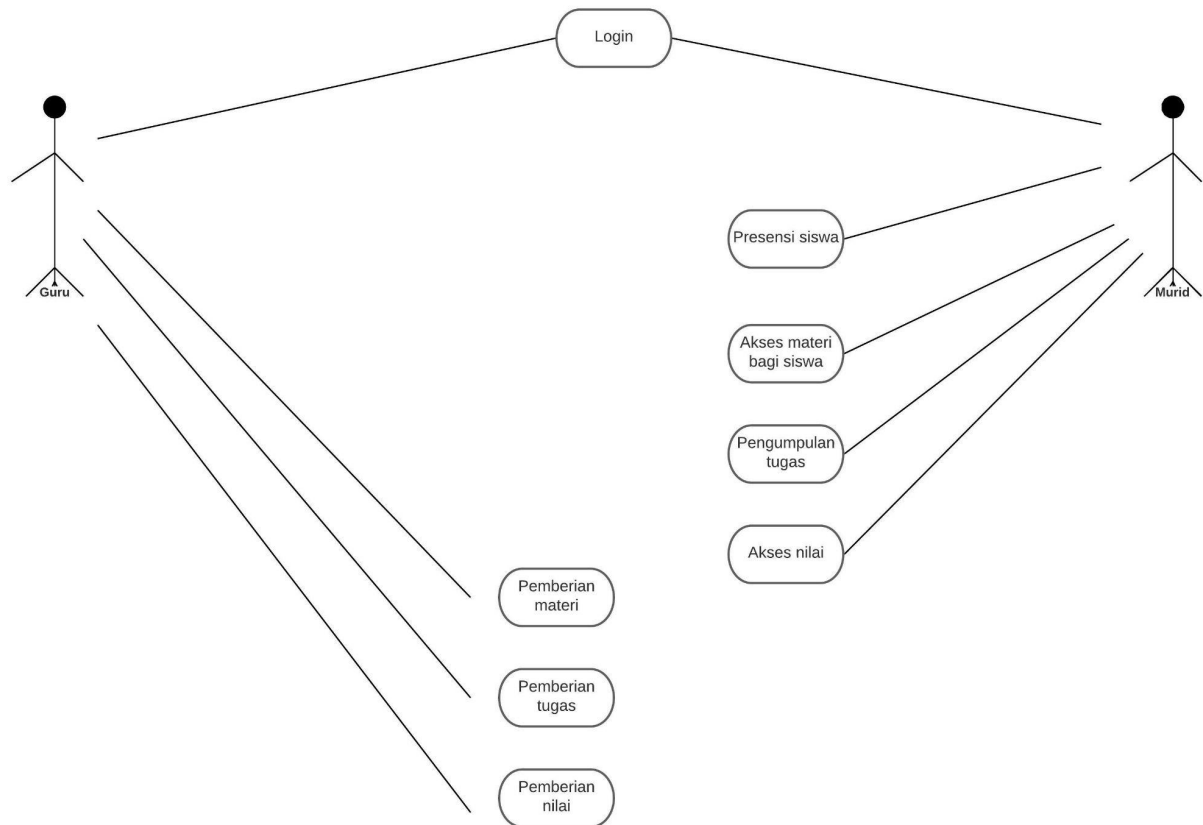 Login
Guru
Murid
Presensi siswa
Akses materi
bagi siswa
Pengumpulan
tugas
Akses nilai
Pemberian
materi
Pemberian
tugas
Pemberian
nilai